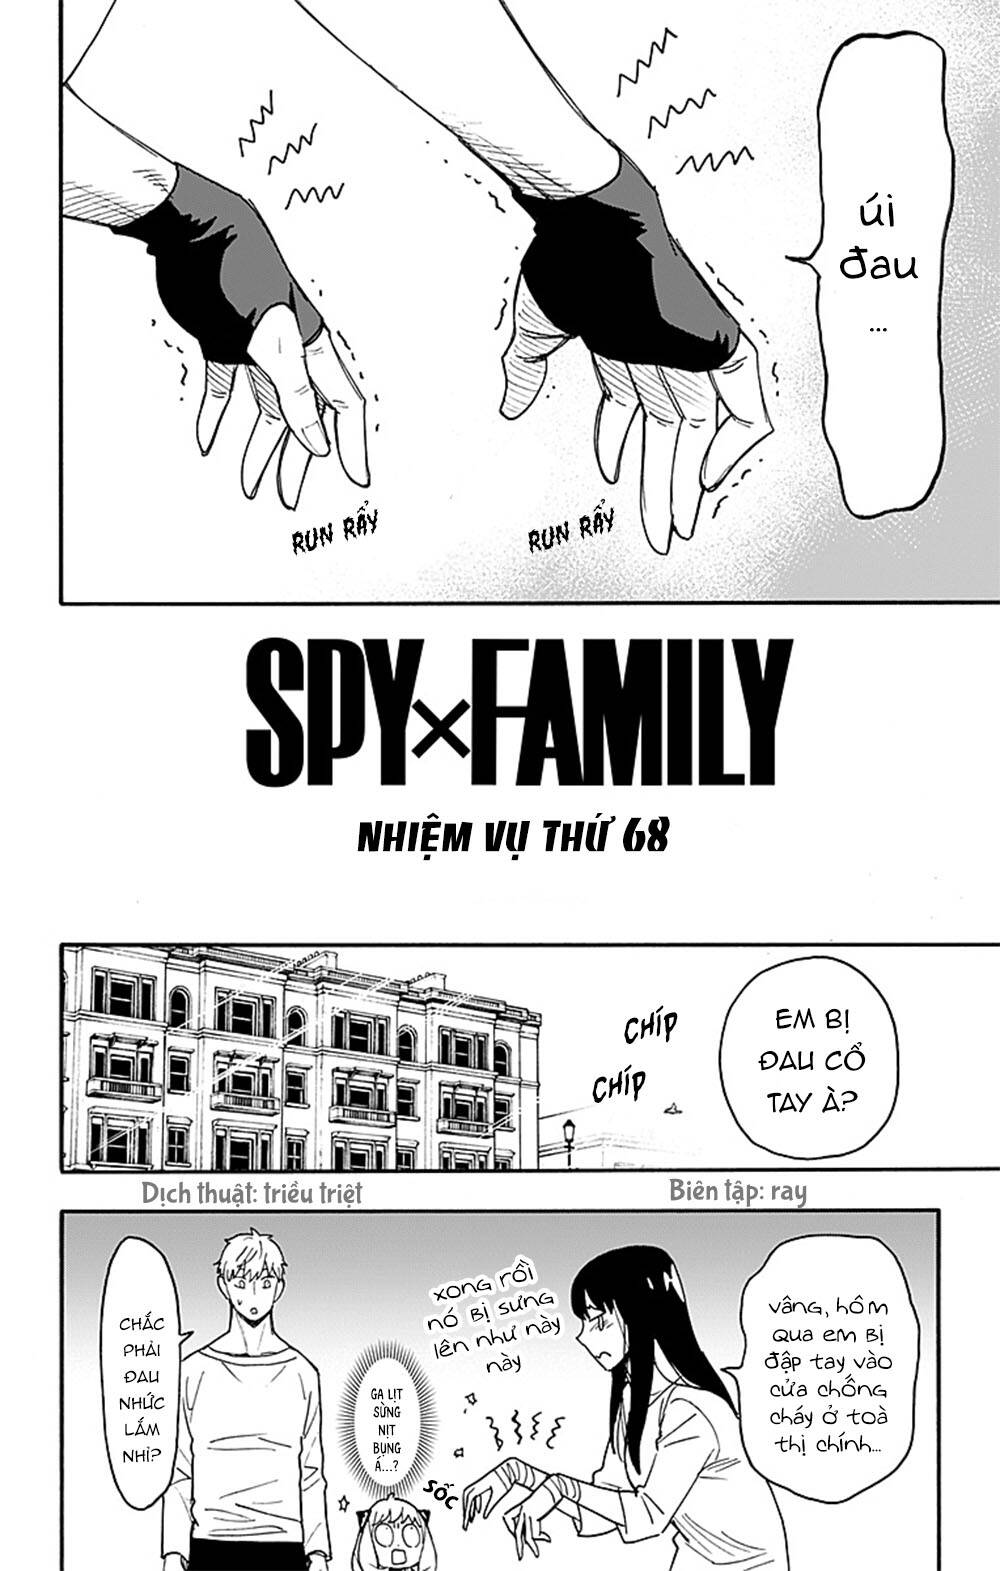 úi
đau
...
RUN RẨY
RUN RẨY
SPY×FAMILY
NHIỆM VỤ THỨ 68
EM BỊ
ĐAU CỔ
TAY À?
CHÍP
CHÍP
Dịch thuật: triều triệt
Biên tập: ray
vâng, hôm
qua em bị
đập tay vào
cửa chống
cháy ở toà
thị chính...
xong rồi
nó bị sưng
lên như này
này
GA LỊT
SỪNG
NỊT
BỤNG
Á...?
SỐC
CHẮC
PHẢI
ĐAU
NHỨC
LẮM
NHỈ?